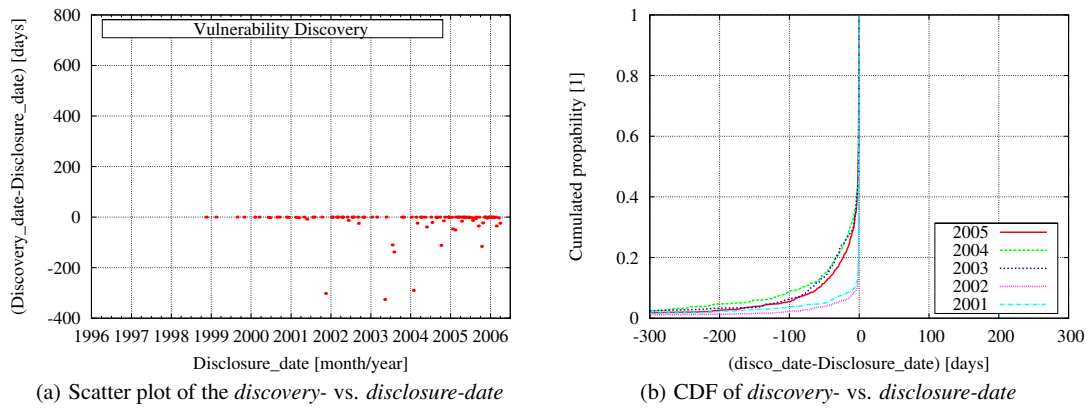 Vulnerability Discovery
(Discovery_date-Disclosure_date) [days]
800
600
400
200
0
-200
-400
1996 1997 1998 1999 2000 2001 2002 2003 2004 2005 2006
Disclosure_date [month/year]
(a) Scatter plot of the discovery- vs. disclosure-date
Cumulated propability [1]
1
0.8
0.6
0.4
0.2
0
2005
2004
2003
2002
2001
-300 -200 -100 0 100 200 300
(disco_date-Disclosure_date) [days]
(b) CDF of discovery- vs. disclosure-date